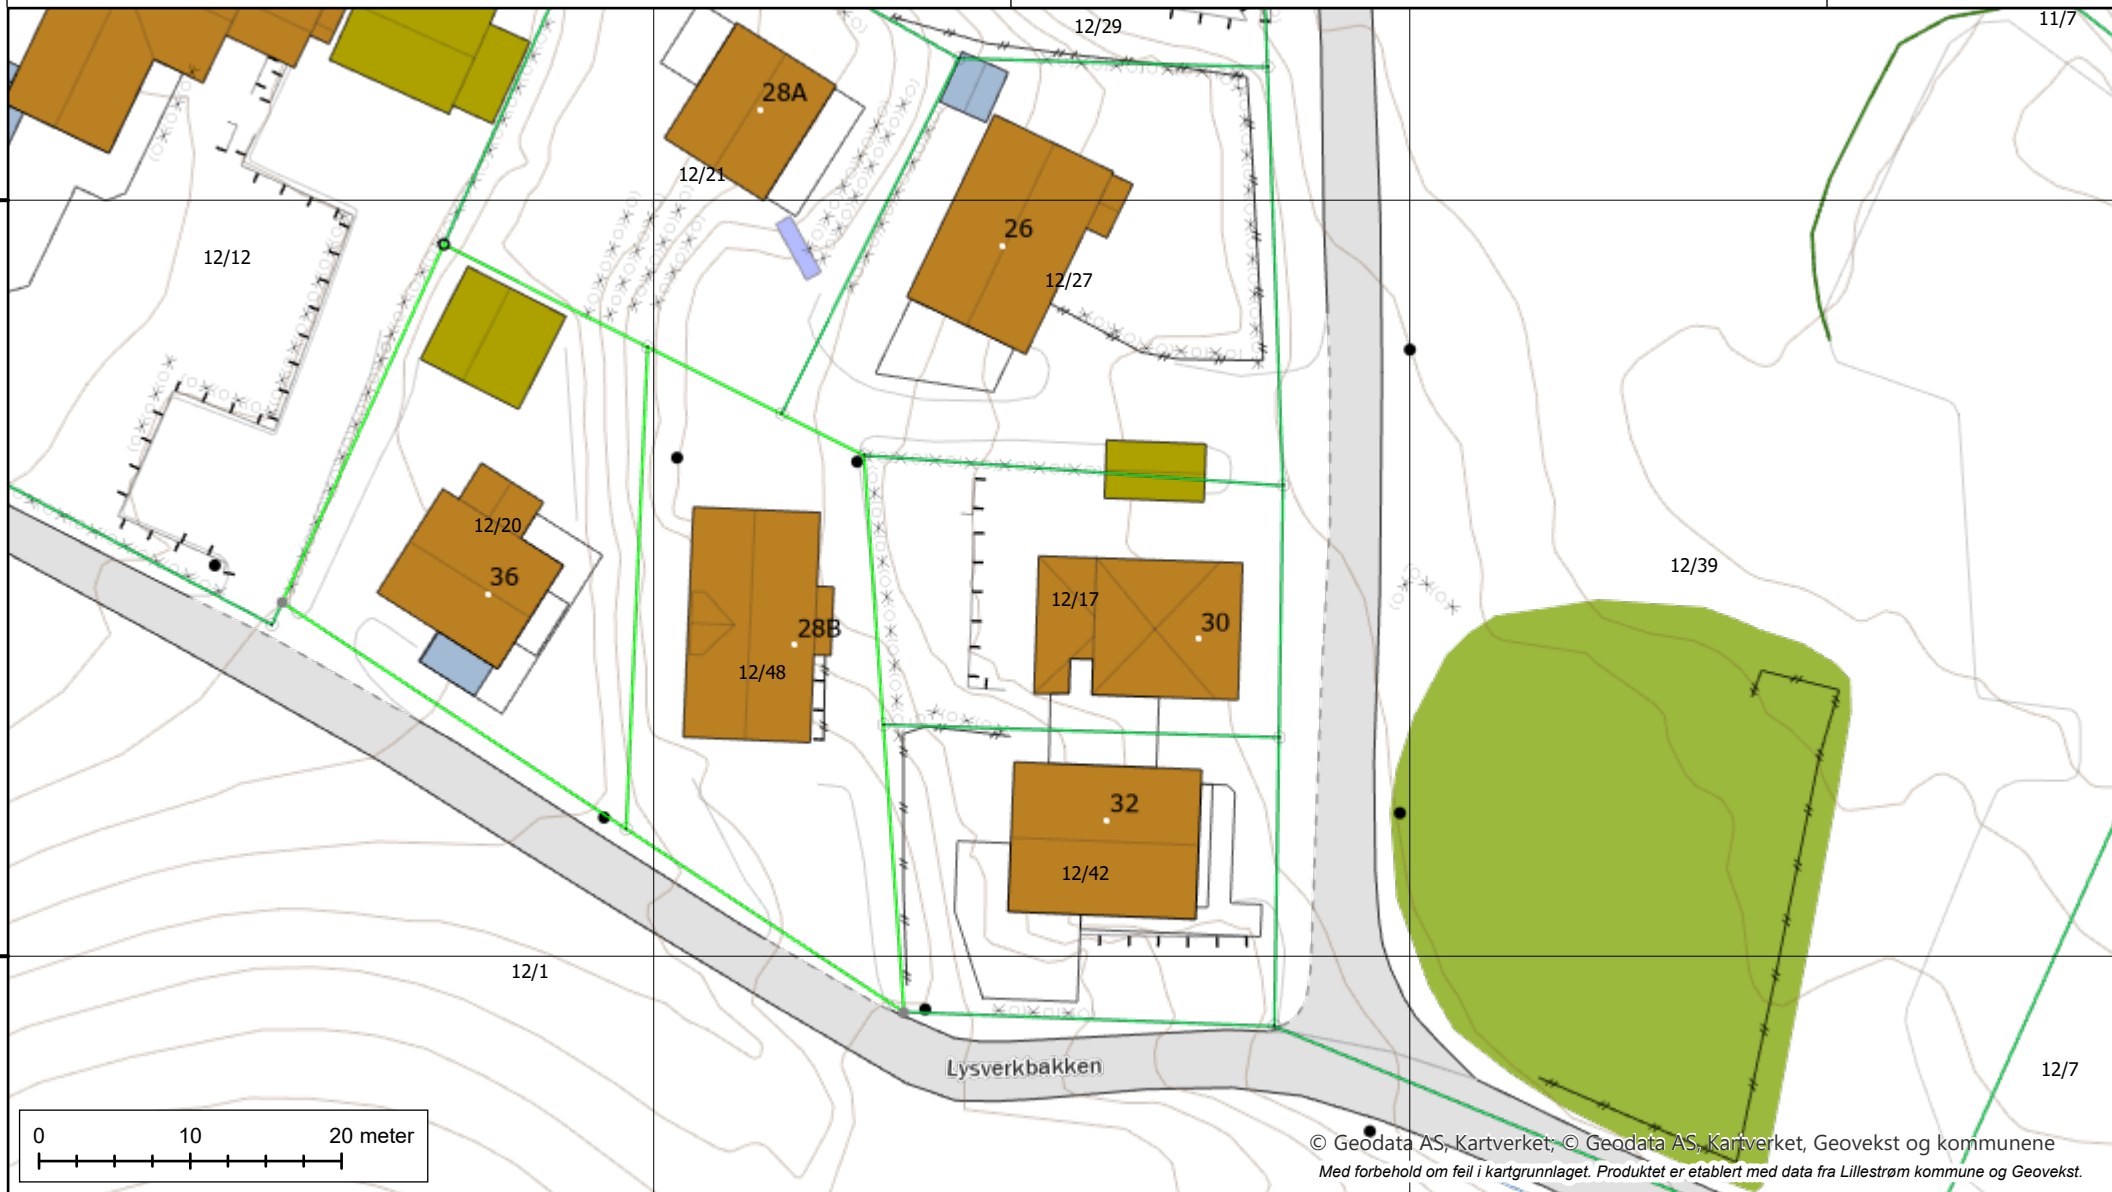 12/29
11/7
28A
12/21
26
12/12
12/27
12/20
36
12/39
12/17
30
28B
12/48
32
12/42
12/1
Lysverkbakken
12/7
0 10 20 meter
© Geodata AS, Kartverket; © Geodata AS, Kartverket, Geovekst og kommunene
Med forbehold om feil i kartgrunnlaget. Produktet er etablert med data fra Lillestrøm kommune og Geovekst.